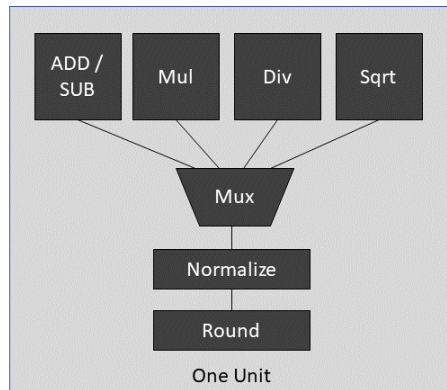 ADD /
SUB
Mul
Div
Sqrt
Mux
Normalize
Round
One Unit